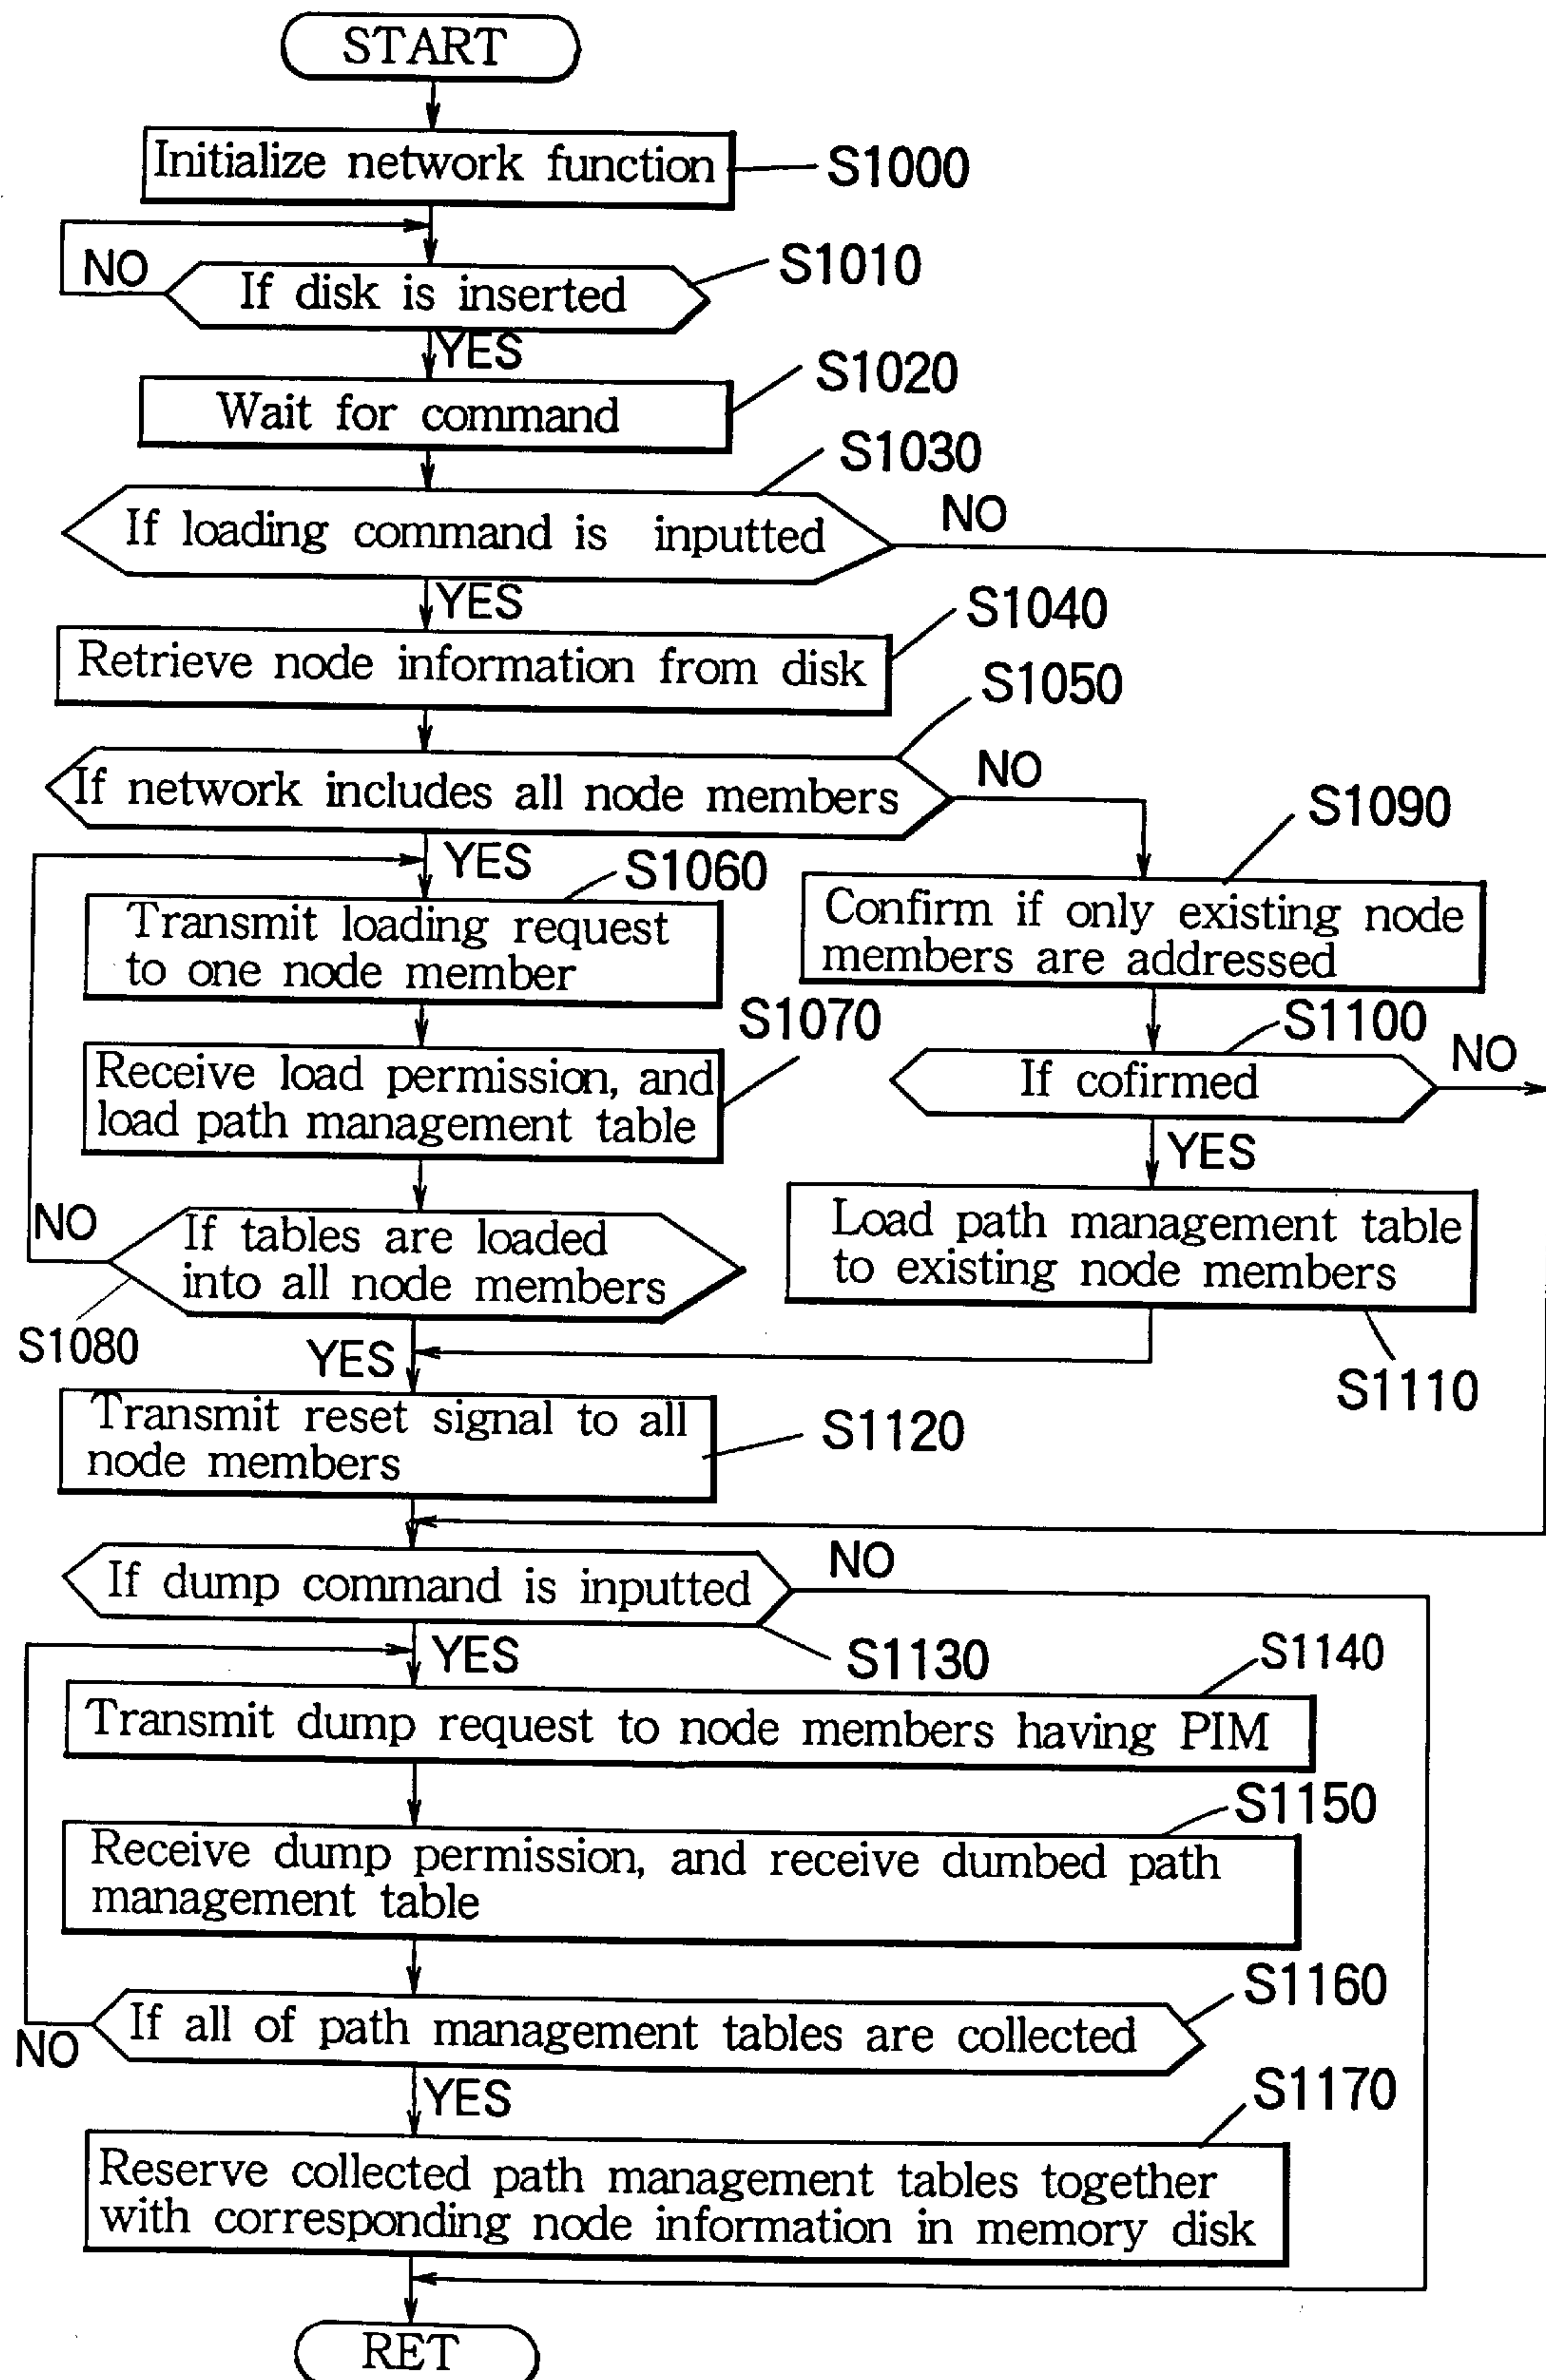 START
Initialize network function
S1000
NO
If disk is inserted
S1010
YES
Wait for command
S1020
S1030
If loading command is inputted
NO
YES
Retrieve node information from disk
S1040
S1050
If network includes all node members
NO
YES
S1060
Transmit loading request
to one node member
S1090
Confirm if only existing node
members are addressed
S1070
Receive load permission, and
load path management table
S1100
If cofirmed
NO
YES
NO
If tables are loaded
into all node members
S1080
YES
Load path management table
to existing node members
S1110
Transmit reset signal to all
node members
S1120
If dump command is inputted
NO
YES
S1130
S1140
Transmit dump request to node members having PIM
S1150
Receive dump permission, and receive dumbed path
management table
S1160
If all of path management tables are collected
NO
YES
S1170
Reserve collected path management tables together
with corresponding node information in memory disk
RET